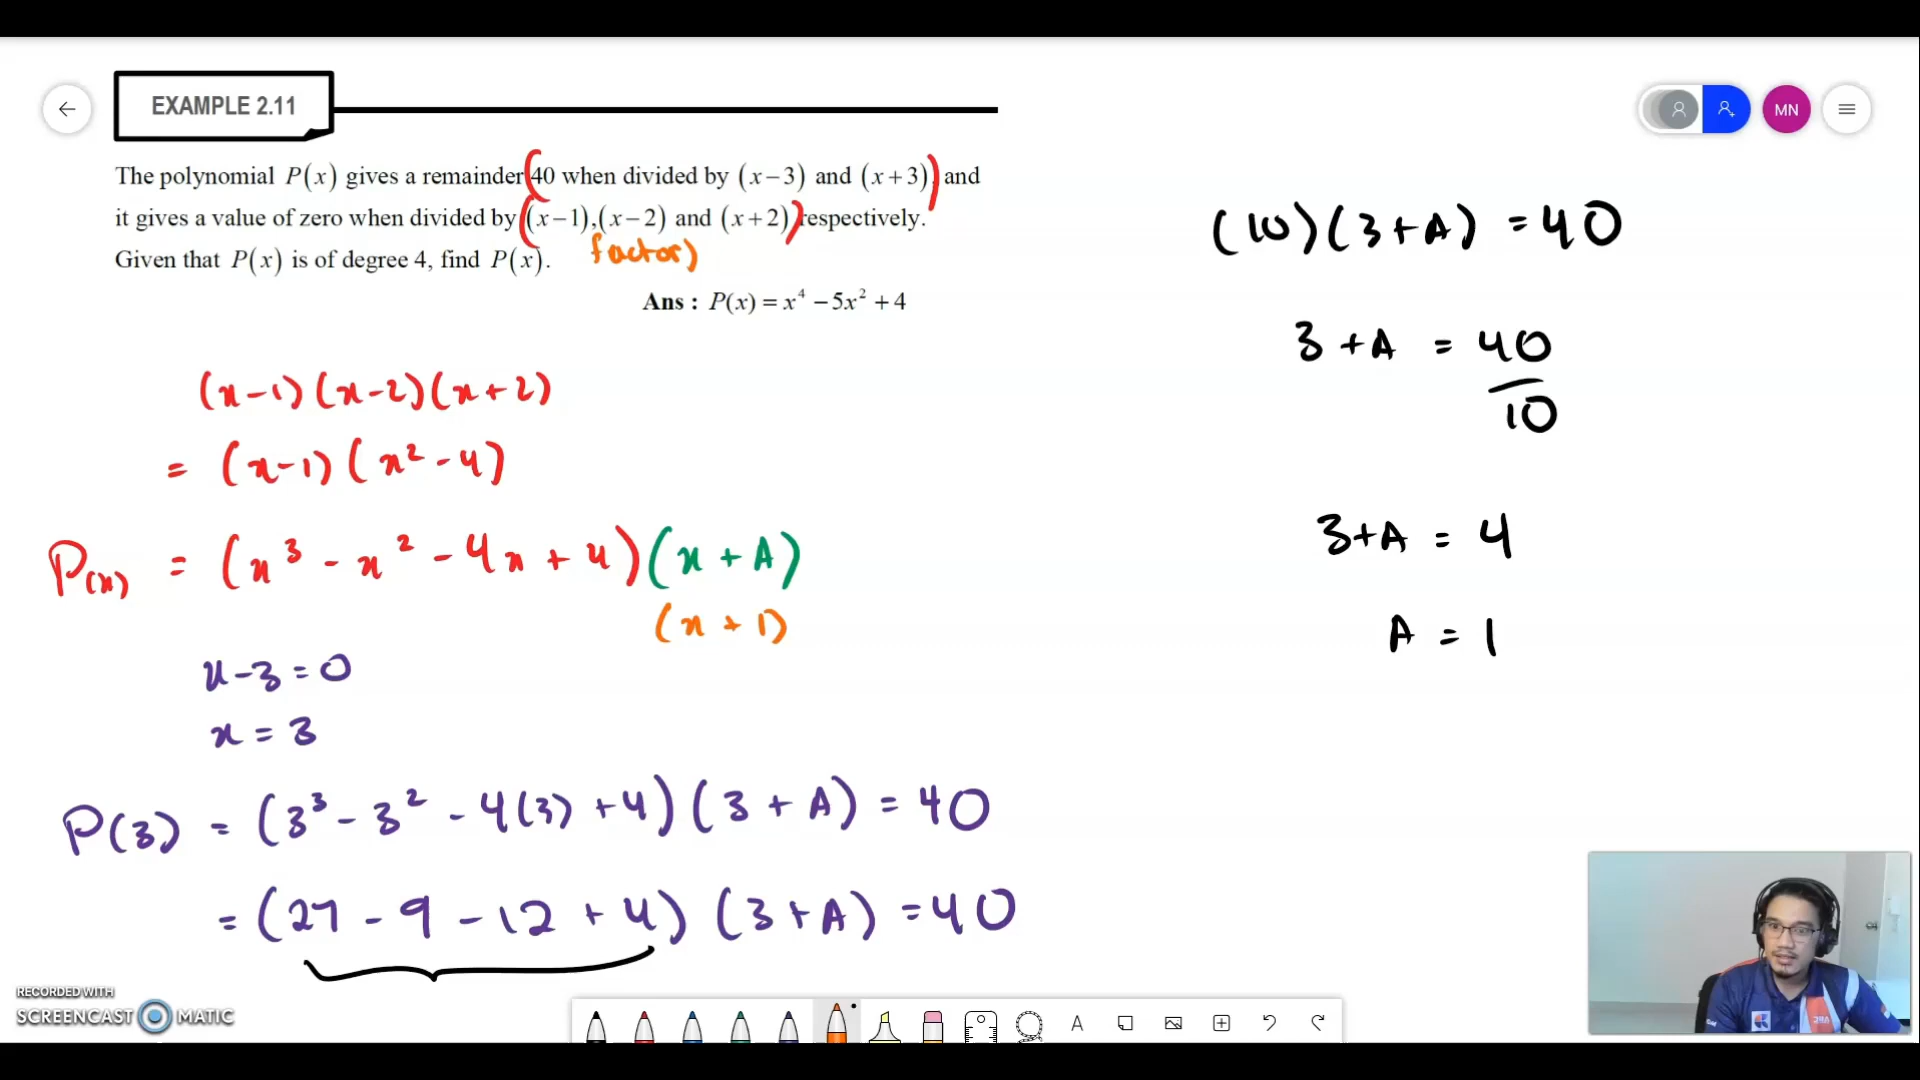 EXAMPLE 2.11
MN
The polynomial P(x) gives a remainder 40 when divided by (x−3) and (x+3), and
it gives a value of zero when divided by (x−1),(x−2) and (x+2) respectively.
factor)
Given that P(x) is of degree 4, find P(x).
Ans : P(x) = x⁴ − 5x² + 4
(x-1)(x-2)(x+2)
= (x-1)(x² - 4)
P(x) = (x³ - x² - 4x + 4)(x + A)
(x + 1)
x-3=0
x = 3
P(3) = (3³ - 3² - 4(3) + 4)(3 + A) = 40
= (27 - 9 - 12 + 4)(3 + A) = 40
(10)(3+A) = 40
3 + A = 40
10
3+A = 4
A = 1
RECORDED WITH
SCREENCAST MATIC
A